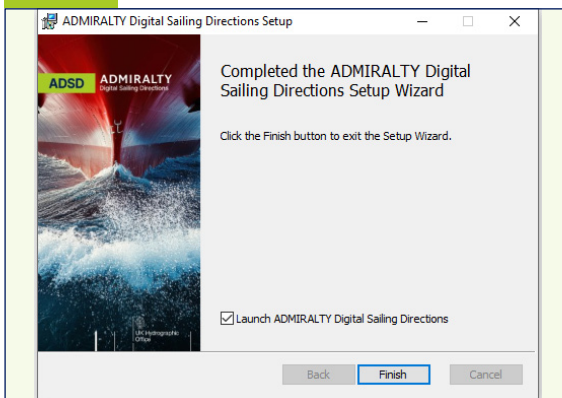 ADMIRALTY Digital Sailing Directions Setup
ADSD
ADMIRALTY
Digital Sailing Directions
Completed the ADMIRALTY Digital
Sailing Directions Setup Wizard
Click the Finish button to exit the Setup Wizard.
UK Hydrographic
Office
Launch ADMIRALTY Digital Sailing Directions
Back
Finish
Cancel